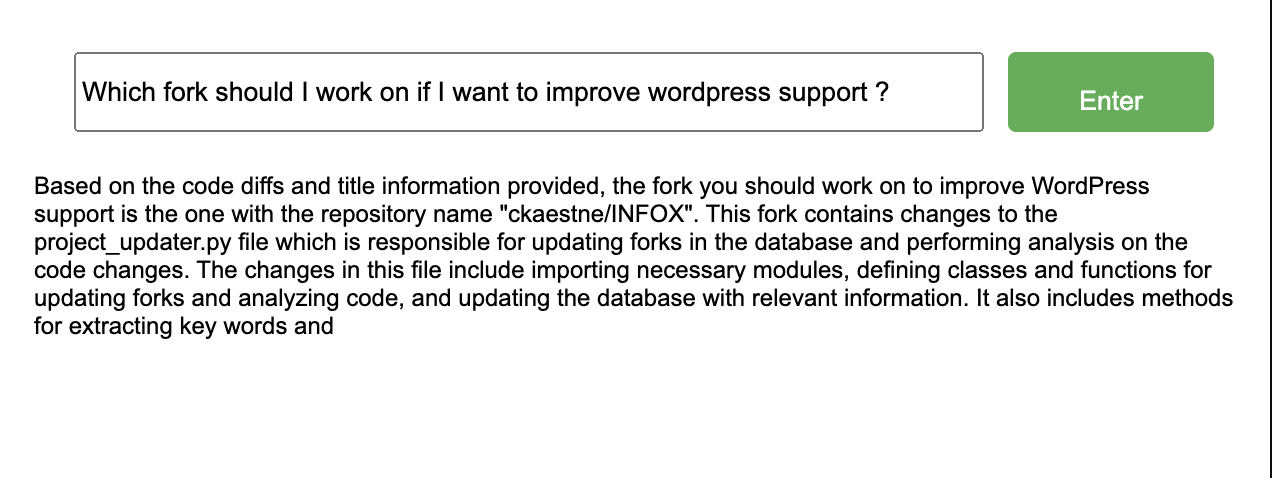 Which fork should I work on if I want to improve wordpress support ?
Enter
Based on the code diffs and title information provided, the fork you should work on to improve WordPress
support is the one with the repository name "ckaestne/INFOX". This fork contains changes to the
project_updater.py file which is responsible for updating forks in the database and performing analysis on the
code changes. The changes in this file include importing necessary modules, defining classes and functions for
updating forks and analyzing code, and updating the database with relevant information. It also includes methods
for extracting key words and